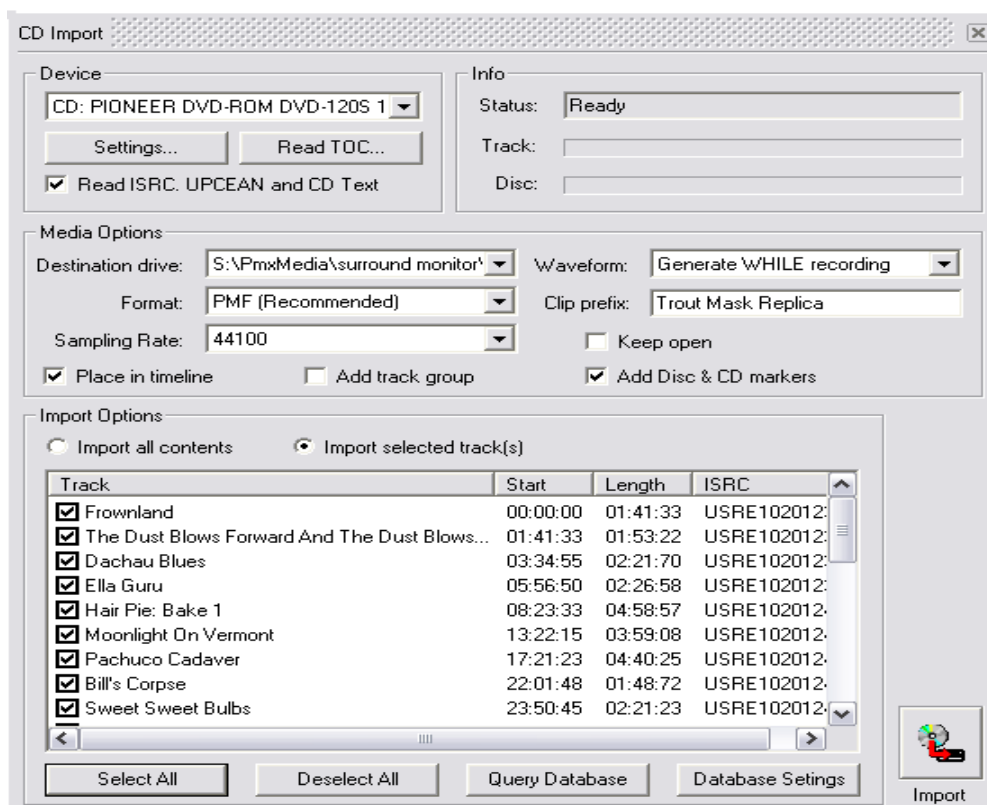 CD Import
Device
CD: PIONEER DVD-ROM DVD-120S 1
Settings...
Read TOC...
Read ISRC. UPCEAN and CD Text
Info
Status: Ready
Track:
Disc:
Media Options
Destination drive: S:\PmxMedia\surround monitor\
Waveform: Generate WHILE recording
Format: PMF (Recommended)
Clip prefix: Trout Mask Replica
Sampling Rate: 44100
Keep open
Place in timeline
Add track group
Add Disc & CD markers
Import Options
Import all contents
Import selected track(s)
Track Start Length ISRC
Frownland 00:00:00 01:41:33 USRE102012
The Dust Blows Forward And The Dust Blows... 01:41:33 01:53:22 USRE102012
Dachau Blues 03:34:55 02:21:70 USRE102012
Ella Guru 05:56:50 02:26:58 USRE102012
Hair Pie: Bake 1 08:23:33 04:58:57 USRE102012
Moonlight On Vermont 13:22:15 03:59:08 USRE102012
Pachuco Cadaver 17:21:23 04:40:25 USRE102012
Bill's Corpse 22:01:48 01:48:72 USRE102012
Sweet Sweet Bulbs 23:50:45 02:21:23 USRE102012
Select All
Deselect All
Query Database
Database Setings
Import